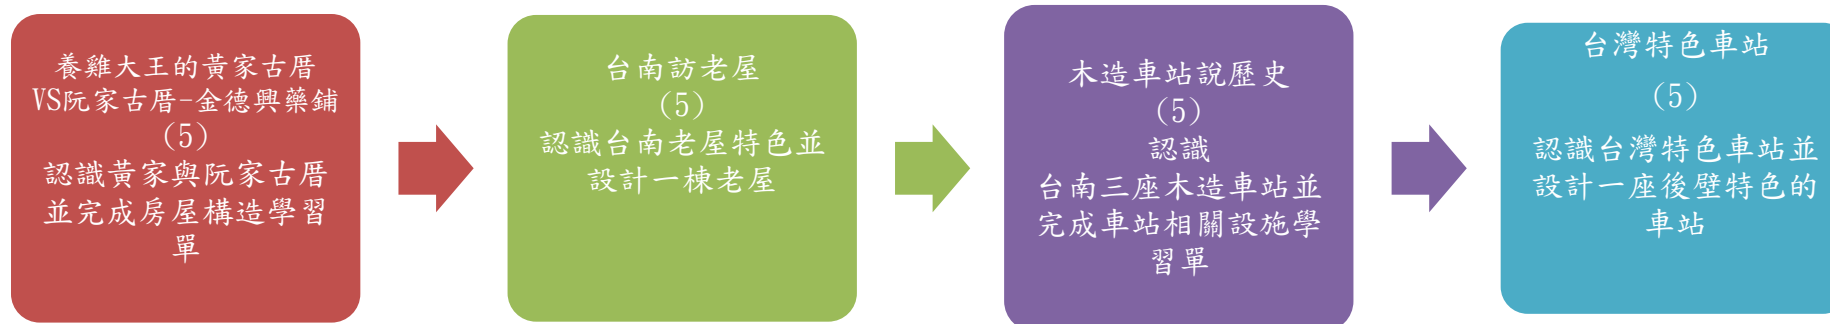 養雞大王的黃家古厝
VS阮家古厝-金德興藥鋪
(5)
認識黃家與阮家古厝
並完成房屋構造學習
單
台南訪老屋
(5)
認識台南老屋特色並
設計一棟老屋
木造車站說歷史
(5)
認識
台南三座木造車站並
完成車站相關設施學
習單
台灣特色車站
(5)
認識台灣特色車站並
設計一座後壁特色的
車站